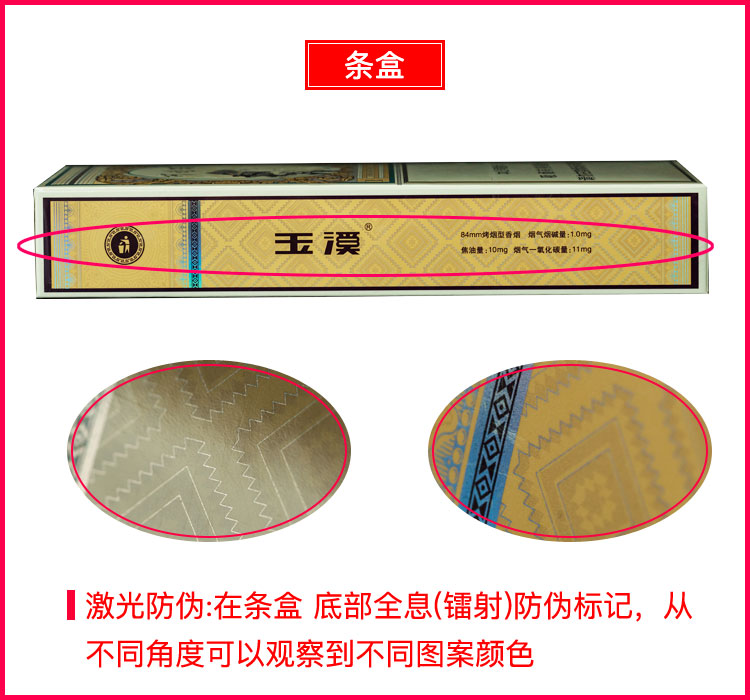 条盒
玉溪®
84mm烤烟型香烟 烟气烟碱量:1.0mg
焦油量:10mg 烟气一氧化碳量:11mg
激光防伪:在条盒 底部全息(镭射)防伪标记,从
不同角度可以观察到不同图案颜色